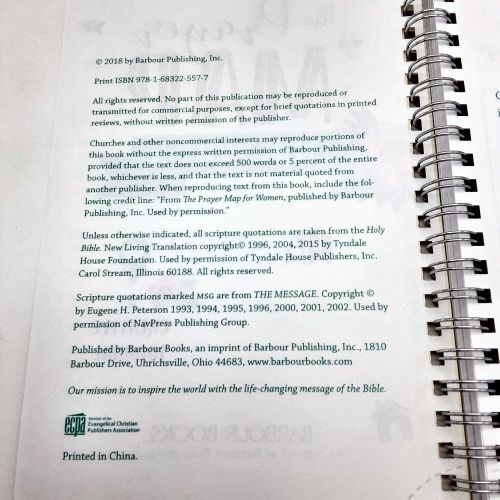 © 2018 by Barbour Publishing, Inc.
Print ISBN 978-1-68322-557-7
All rights reserved. No part of this publication may be reproduced or
transmitted for commercial purposes, except for brief quotations in printed
reviews, without written permission of the publisher.
Churches and other noncommercial interests may reproduce portions of
this book without the express written permission of Barbour Publishing,
provided that the text does not exceed 500 words or 5 percent of the entire
book, whichever is less, and that the text is not material quoted from
another publisher. When reproducing text from this book, include the fol-
lowing credit line: "From The Prayer Map for Women, published by Barbour
Publishing, Inc. Used by permission."
Unless otherwise indicated, all scripture quotations are taken from the Holy
Bible. New Living Translation copyright© 1996, 2004, 2015 by Tyndale
House Foundation. Used by permission of Tyndale House Publishers, Inc.
Carol Stream, Illinois 60188. All rights reserved.
Scripture quotations marked MSG are from THE MESSAGE. Copyright ©
by Eugene H. Peterson 1993, 1994, 1995, 1996, 2000, 2001, 2002. Used by
permission of NavPress Publishing Group.
Published by Barbour Books, an imprint of Barbour Publishing, Inc., 1810
Barbour Drive, Uhrichsville, Ohio 44683, www.barbourbooks.com
Our mission is to inspire the world with the life-changing message of the Bible.
ecpa Member of the
Evangelical Christian
Publishers Association
Printed in China.